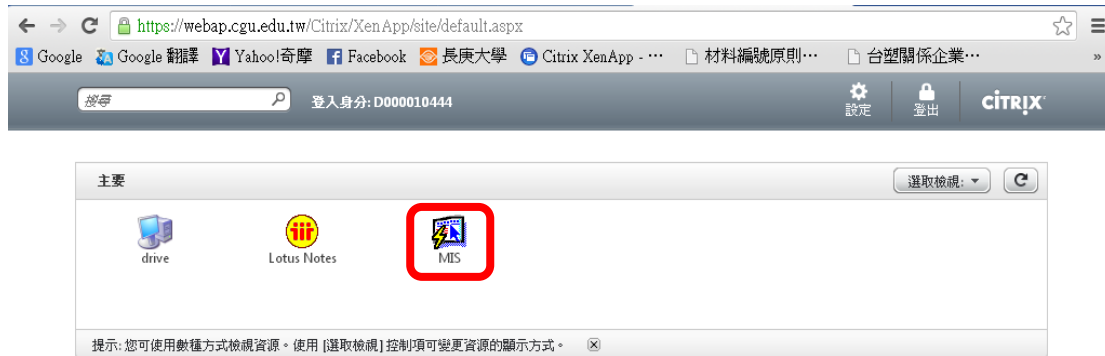 https://webap.cgu.edu.tw/Citrix/XenApp/site/default.aspx
Google Google 翻譯 Yahoo!奇摩 Facebook 長庚大學 Citrix XenApp - ⋯ 材料編號原則⋯ 台塑關係企業⋯ »
搜尋 登入身分: D000010444 設定 登出 CITRIX
主要 選取檢視:
drive Lotus Notes MIS
提示: 您可使用數種方式檢視資源。使用 [選取檢視] 控制項可變更資源的顯示方式。